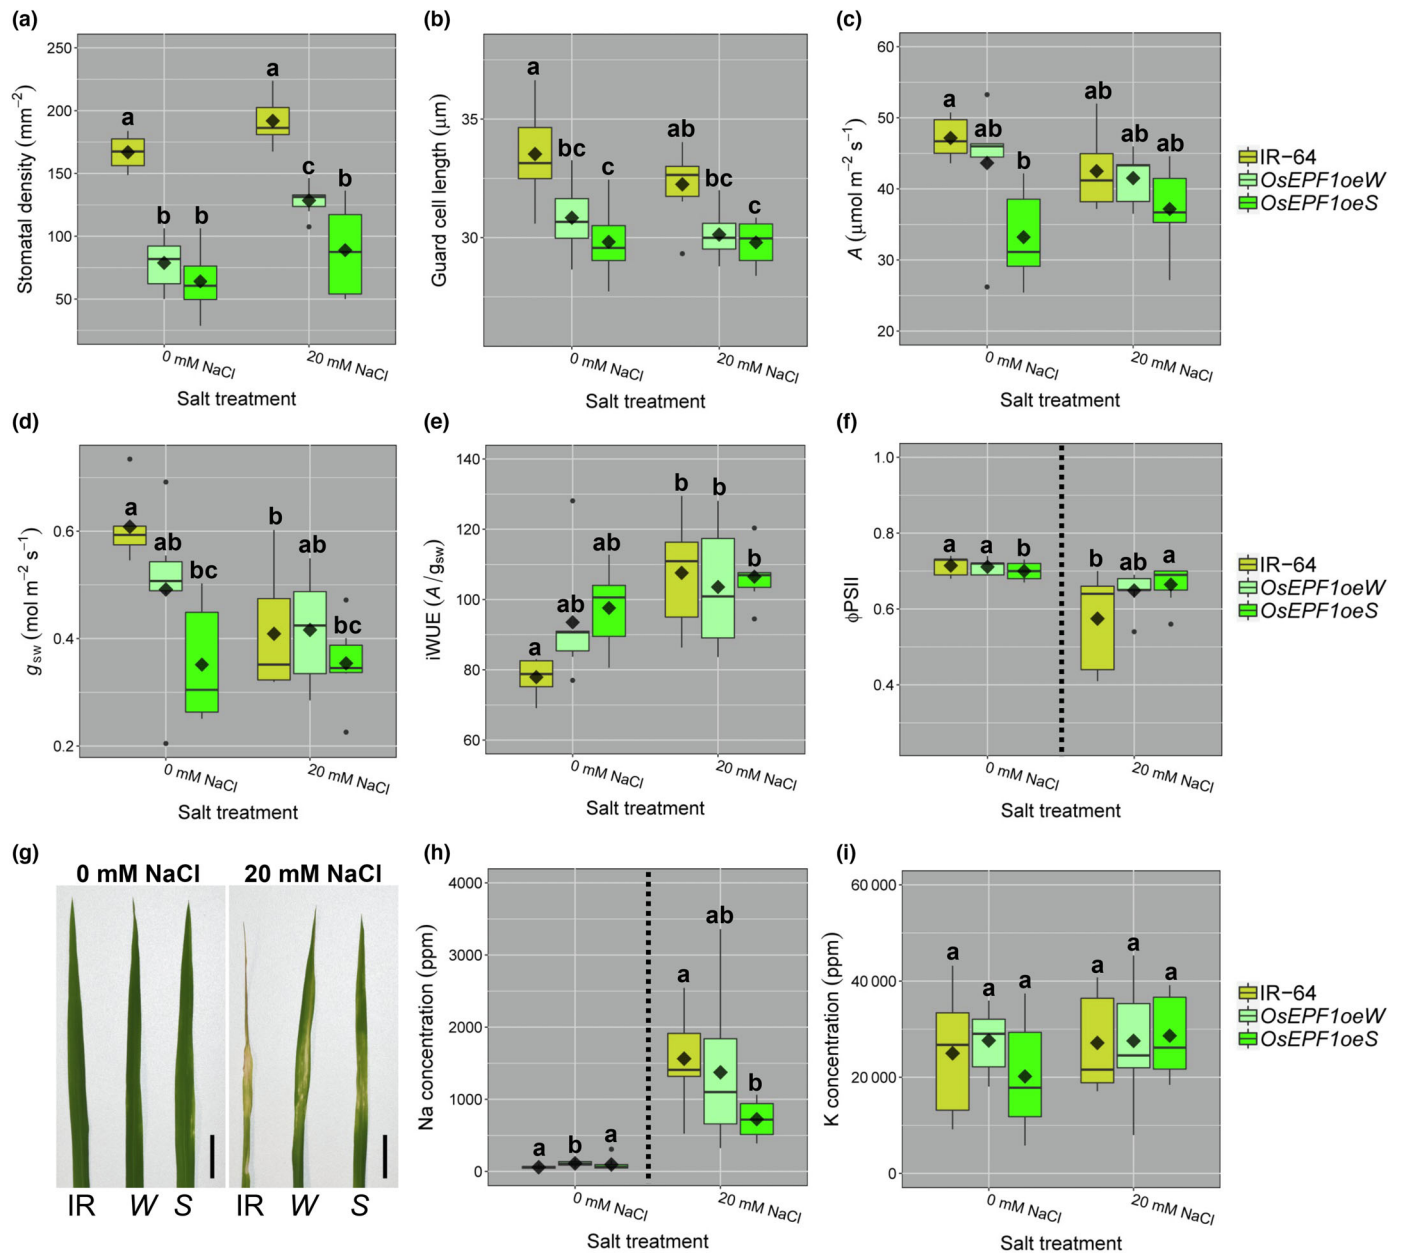 (a)
250
200
150
100
50
Stomatal density (mm−2)
a
b
b
a
c
b
0 mM NaCl
20 mM NaCl
Salt treatment
(b)
35
30
Guard cell length (μm)
a
bc
c
ab
bc
c
0 mM NaCl
20 mM NaCl
Salt treatment
(c)
60
50
40
30
20
A (μmol m−2 s−1)
a
ab
b
ab
ab
ab
0 mM NaCl
20 mM NaCl
Salt treatment
IR−64
OsEPF1oeW
OsEPF1oeS
(d)
0.6
0.4
0.2
gsw (mol m−2 s−1)
a
ab
bc
b
ab
bc
0 mM NaCl
20 mM NaCl
Salt treatment
(e)
140
120
100
80
60
iWUE (A/gsw)
a
ab
ab
b
b
b
0 mM NaCl
20 mM NaCl
Salt treatment
(f)
1.0
0.8
0.6
0.4
ϕPSII
a
a
b
b
ab
a
0 mM NaCl
20 mM NaCl
Salt treatment
IR−64
OsEPF1oeW
OsEPF1oeS
(g)
0 mM NaCl
20 mM NaCl
IR W S
IR W S
(h)
4000
3000
2000
1000
0
Na concentration (ppm)
a
b
a
a
ab
b
0 mM NaCl
20 mM NaCl
Salt treatment
(i)
60 000
40 000
20 000
0
K concentration (ppm)
a
a
a
a
a
a
0 mM NaCl
20 mM NaCl
Salt treatment
IR−64
OsEPF1oeW
OsEPF1oeS